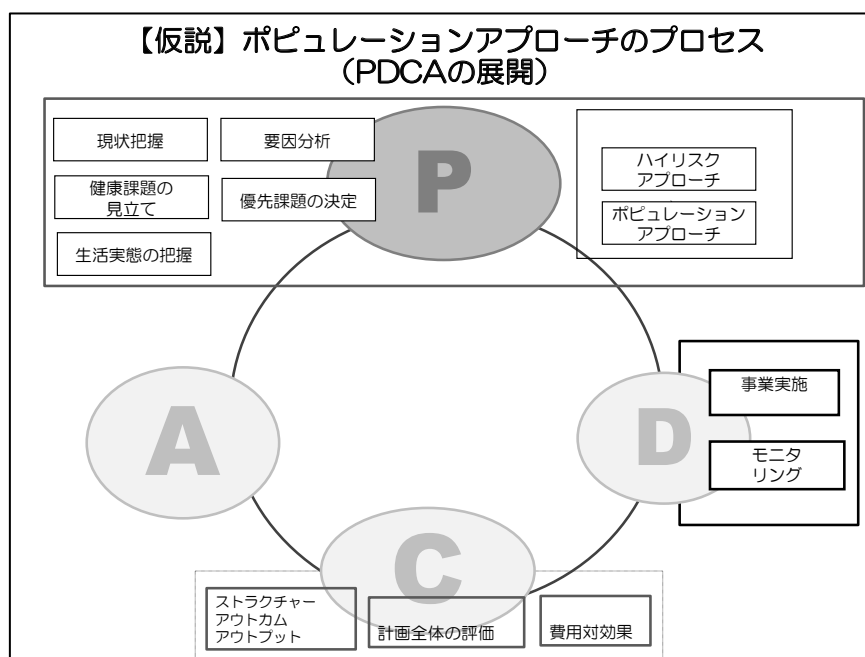 【仮説】ポピュレーションアプローチのプロセス
（PDCAの展開）
現状把握
要因分析
健康課題の
見立て
優先課題の決定
生活実態の把握
P
ハイリスク
アプローチ
ポピュレーション
アプローチ
A
D
事業実施
モニタ
リング
C
ストラクチャー
アウトカム
アウトプット
計画全体の評価
費用対効果